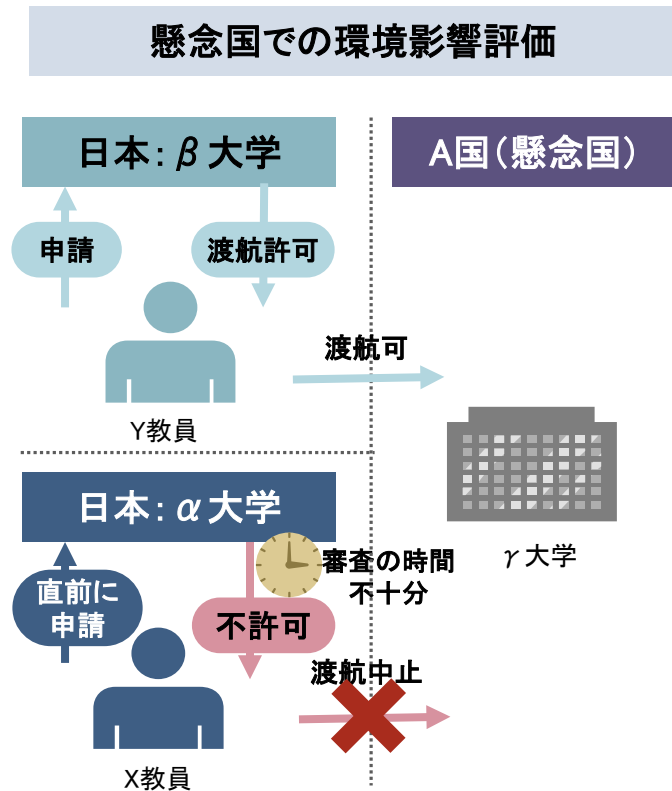 懸念国での環境影響評価
日本：β大学
A国（懸念国）
申請
渡航許可
渡航可
Y教員
γ大学
日本：α大学
審査の時間
不十分
直前に
申請
不許可
渡航中止
X教員